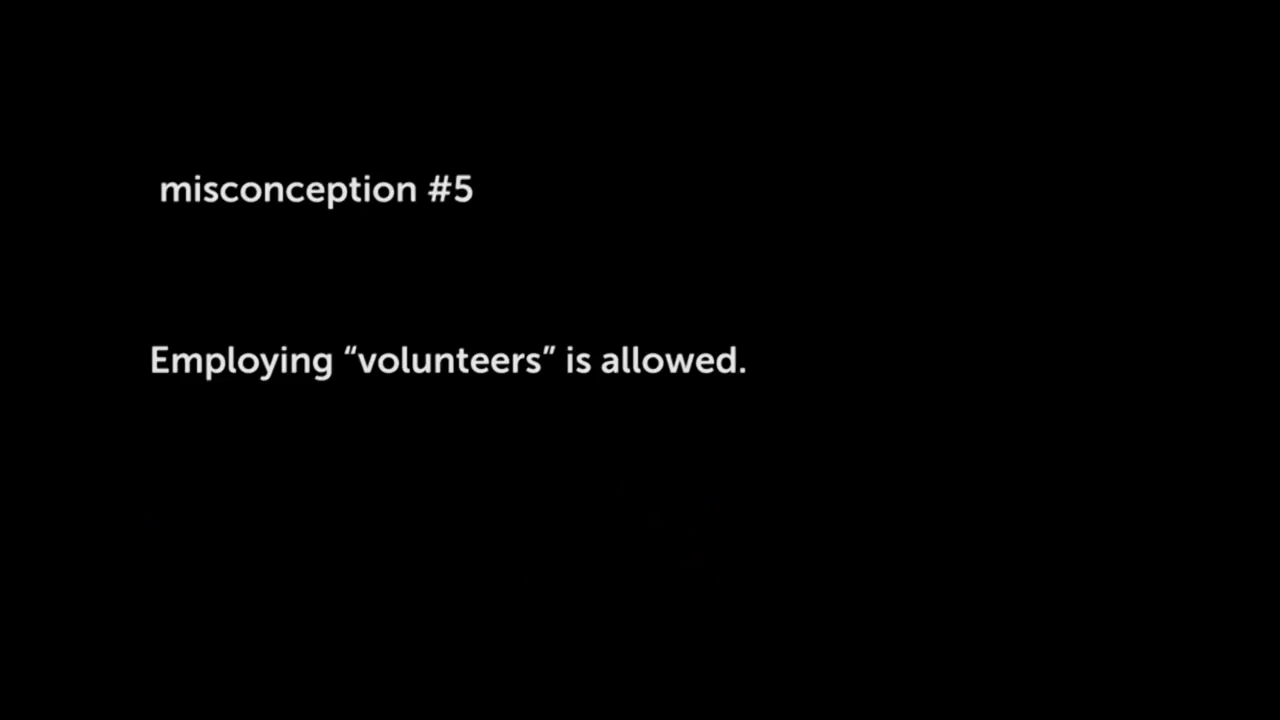 misconception #5
Employing “volunteers” is allowed.